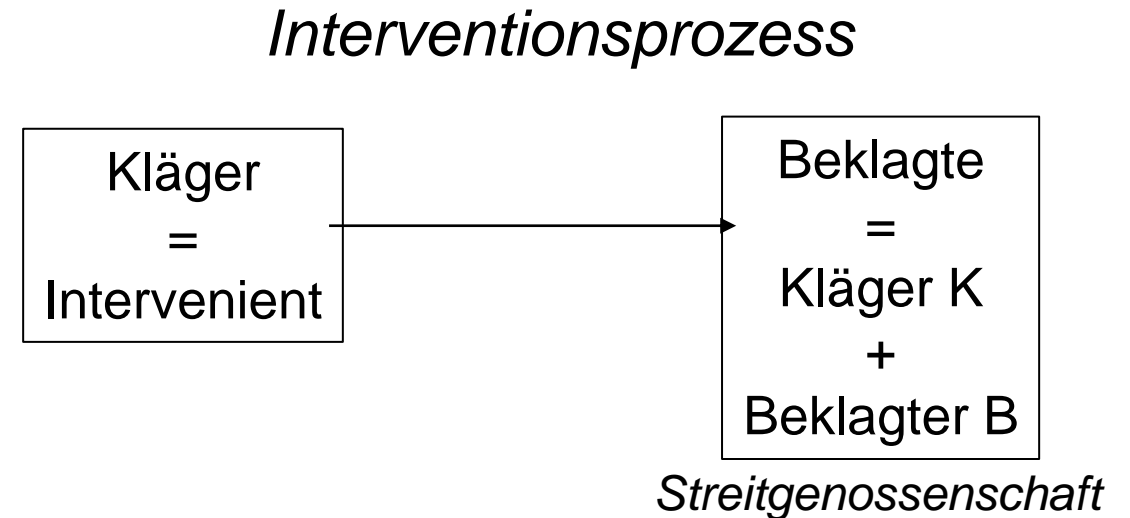 Interventionsprozess
Kläger
=
Intervenient
Beklagte
=
Kläger K
+
Beklagter B
Streitgenossenschaft